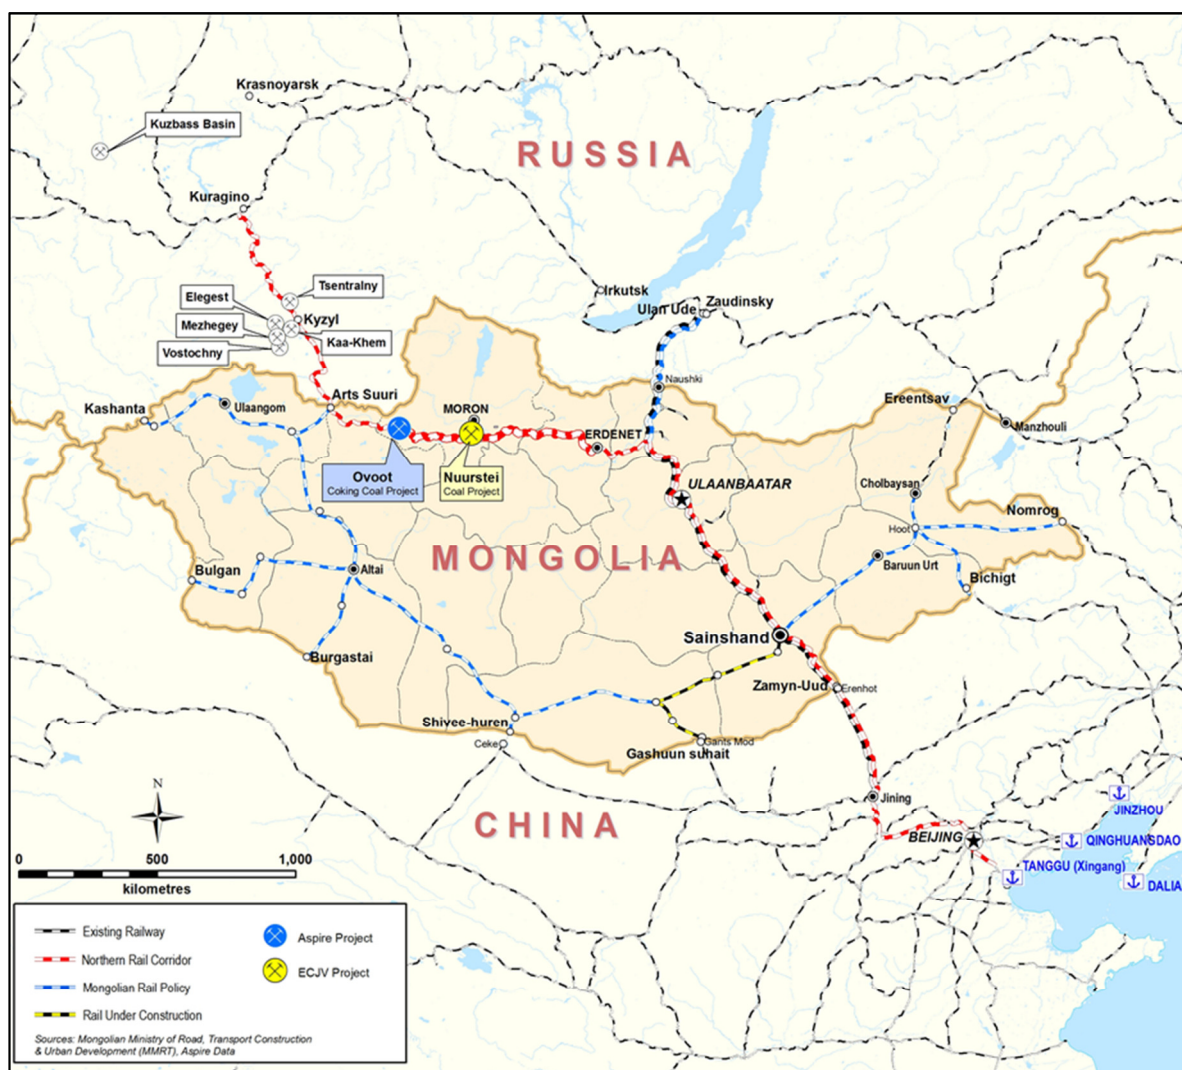 Krasnoyarsk
Kuzbass Basin
RUSSIA
Kuragino
Tsentralny
Irkutsk
Zaudinsky
Ulan Ude
Elegest
Kyzyl
Mezhegey
Kaa-Khem
Vostochny
Naushki
Arts Suuri
Ereentsav
Kashanta
Ulaangom
MORON
Manzhouli
ERDENET
Ovoot
Coking Coal Project
Nuurstei
Coal Project
ULAANBAATAR
Cholbaysan
Nomrog
Hoot
MONGOLIA
Bulgan
Altai
Baruun Urt
Bichigt
Sainshand
Burgastai
Zamyn-Uud
Erenhot
Shivee-huren
Ceke
Gants Mod
Gashuun suhait
N
CHINA
Jining
JINZHOU
BEIJING
QINGHUANGDAO
TANGGU (Xingang)
DALIA
0 500 1,000
kilometres
Existing Railway
Northern Rail Corridor
Mongolian Rail Policy
Rail Under Construction
Aspire Project
ECJV Project
Sources: Mongolian Ministry of Road, Transport Construction
& Urban Development (MMRT), Aspire Data